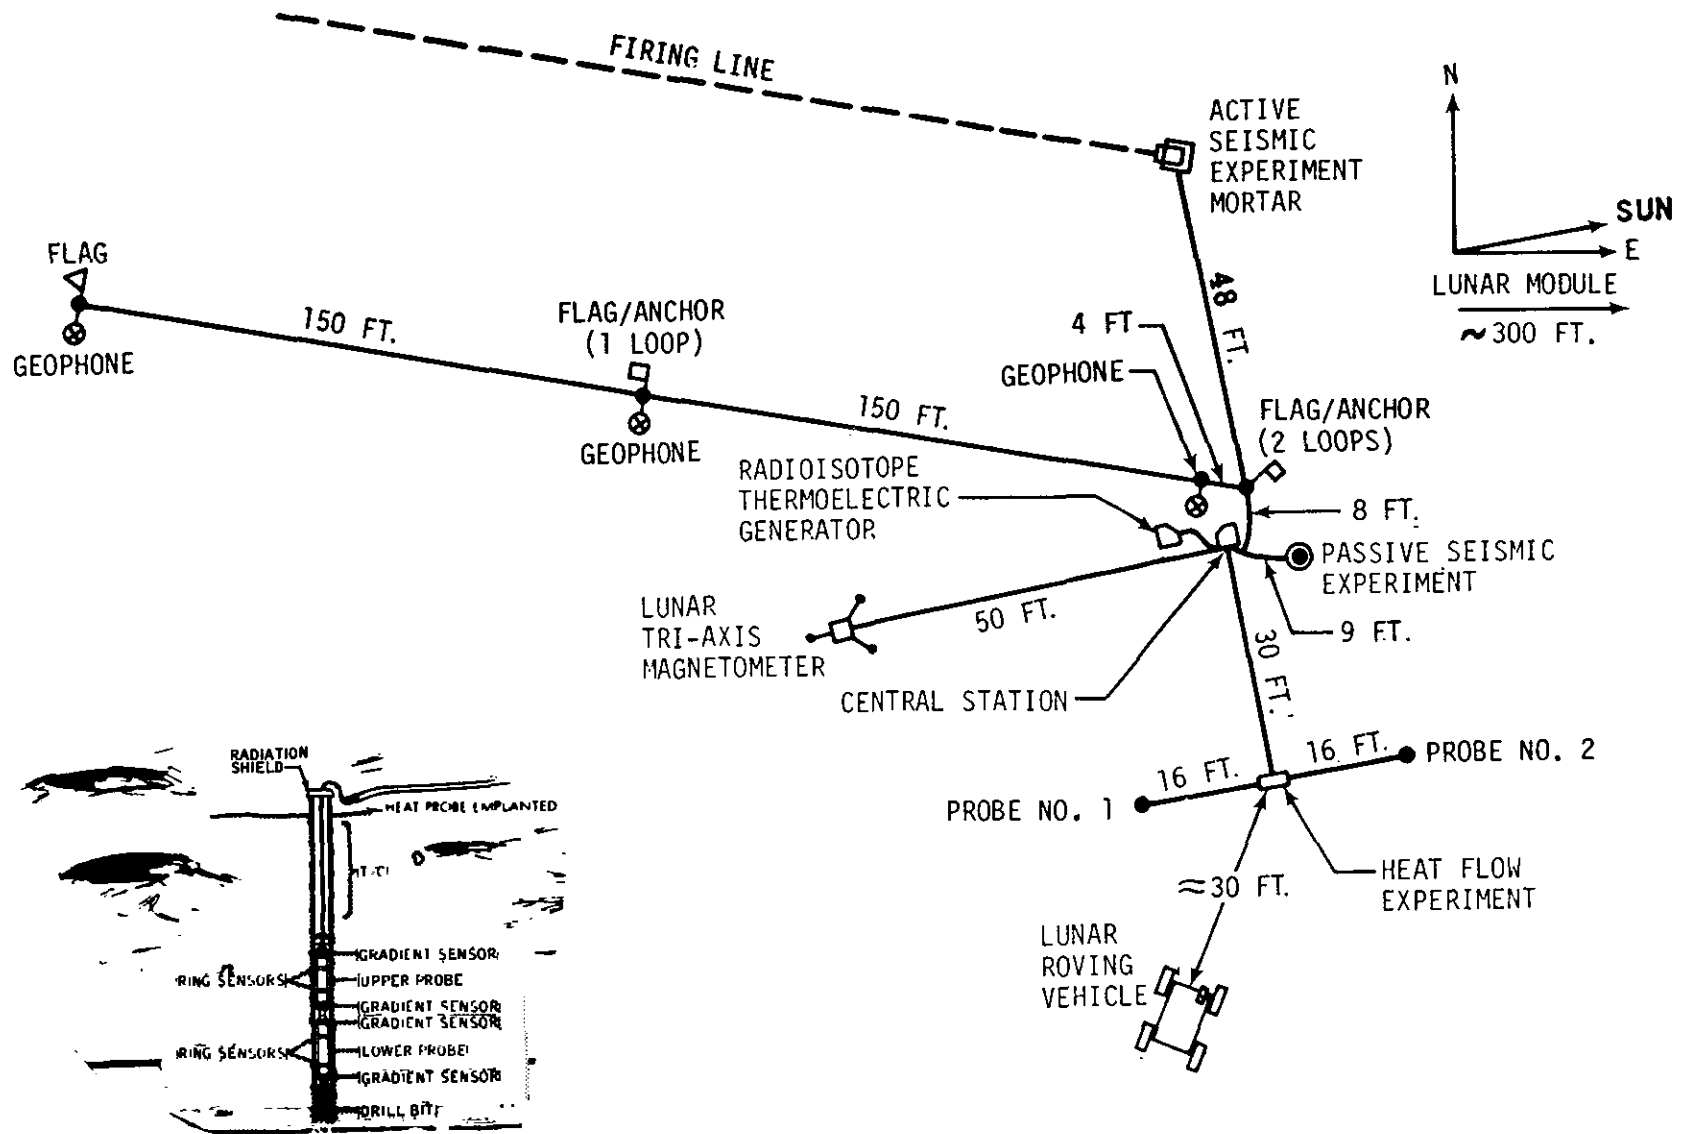 FIRING LINE
ACTIVE
SEISMIC
EXPERIMENT
MORTAR
N
SUN
E
LUNAR MODULE
~300 FT.
FLAG
GEOPHONE
150 FT.
FLAG/ANCHOR
(1 LOOP)
GEOPHONE
150 FT.
48 FT.
4 FT
GEOPHONE
FLAG/ANCHOR
(2 LOOPS)
RADIOISOTOPE
THERMOELECTRIC
GENERATOR
8 FT.
PASSIVE SEISMIC
EXPERIMENT
9 FT.
LUNAR
TRI-AXIS
MAGNETOMETER
50 FT.
CENTRAL STATION
30 FT.
16 FT.
PROBE NO. 2
16 FT.
PROBE NO. 1
HEAT FLOW
EXPERIMENT
≈30 FT.
LUNAR
ROVING
VEHICLE
RADIATION
SHIELD
HEAT PROBE EMPLANTED
GRADIENT SENSOR
RING SENSORS
UPPER PROBE
GRADIENT SENSOR
GRADIENT SENSOR
RING SENSORS
LOWER PROBE
GRADIENT SENSOR
DRILL BIT